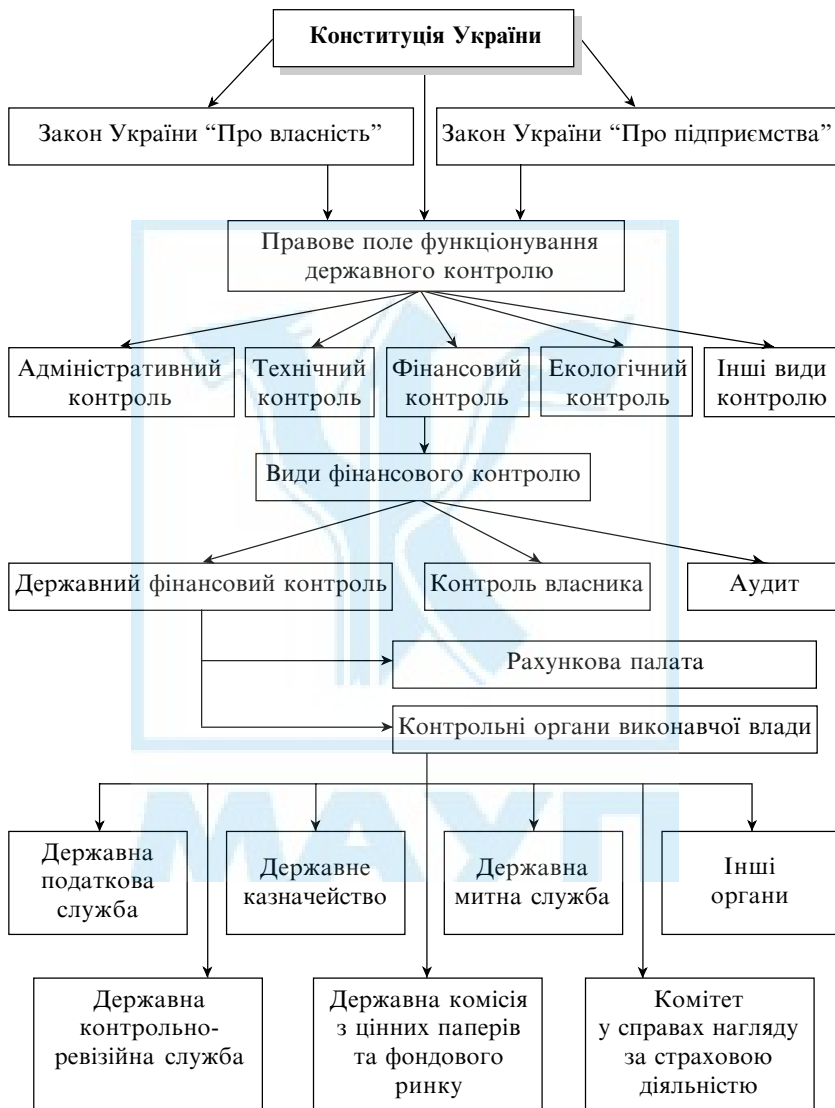 Конституція України
Закон України “Про власність”
Закон України “Про підприємства”
Правове поле функціонування
державного контролю
Адміністративний
контроль
Технічний
контроль
Фінансовий
контроль
Екологічний
контроль
Інші види
контролю
Види фінансового контролю
Державний фінансовий контроль
Контроль власника
Аудит
Рахункова палата
Контрольні органи виконавчої влади
МАУП
Державна
податкова
служба
Державне
казначейство
Державна
митна служба
Інші
органи
Державна
контрольно-
ревізійна служба
Державна комісія
з цінних паперів
та фондового
ринку
Комітет
у справах нагляду
за страховою
діяльністю